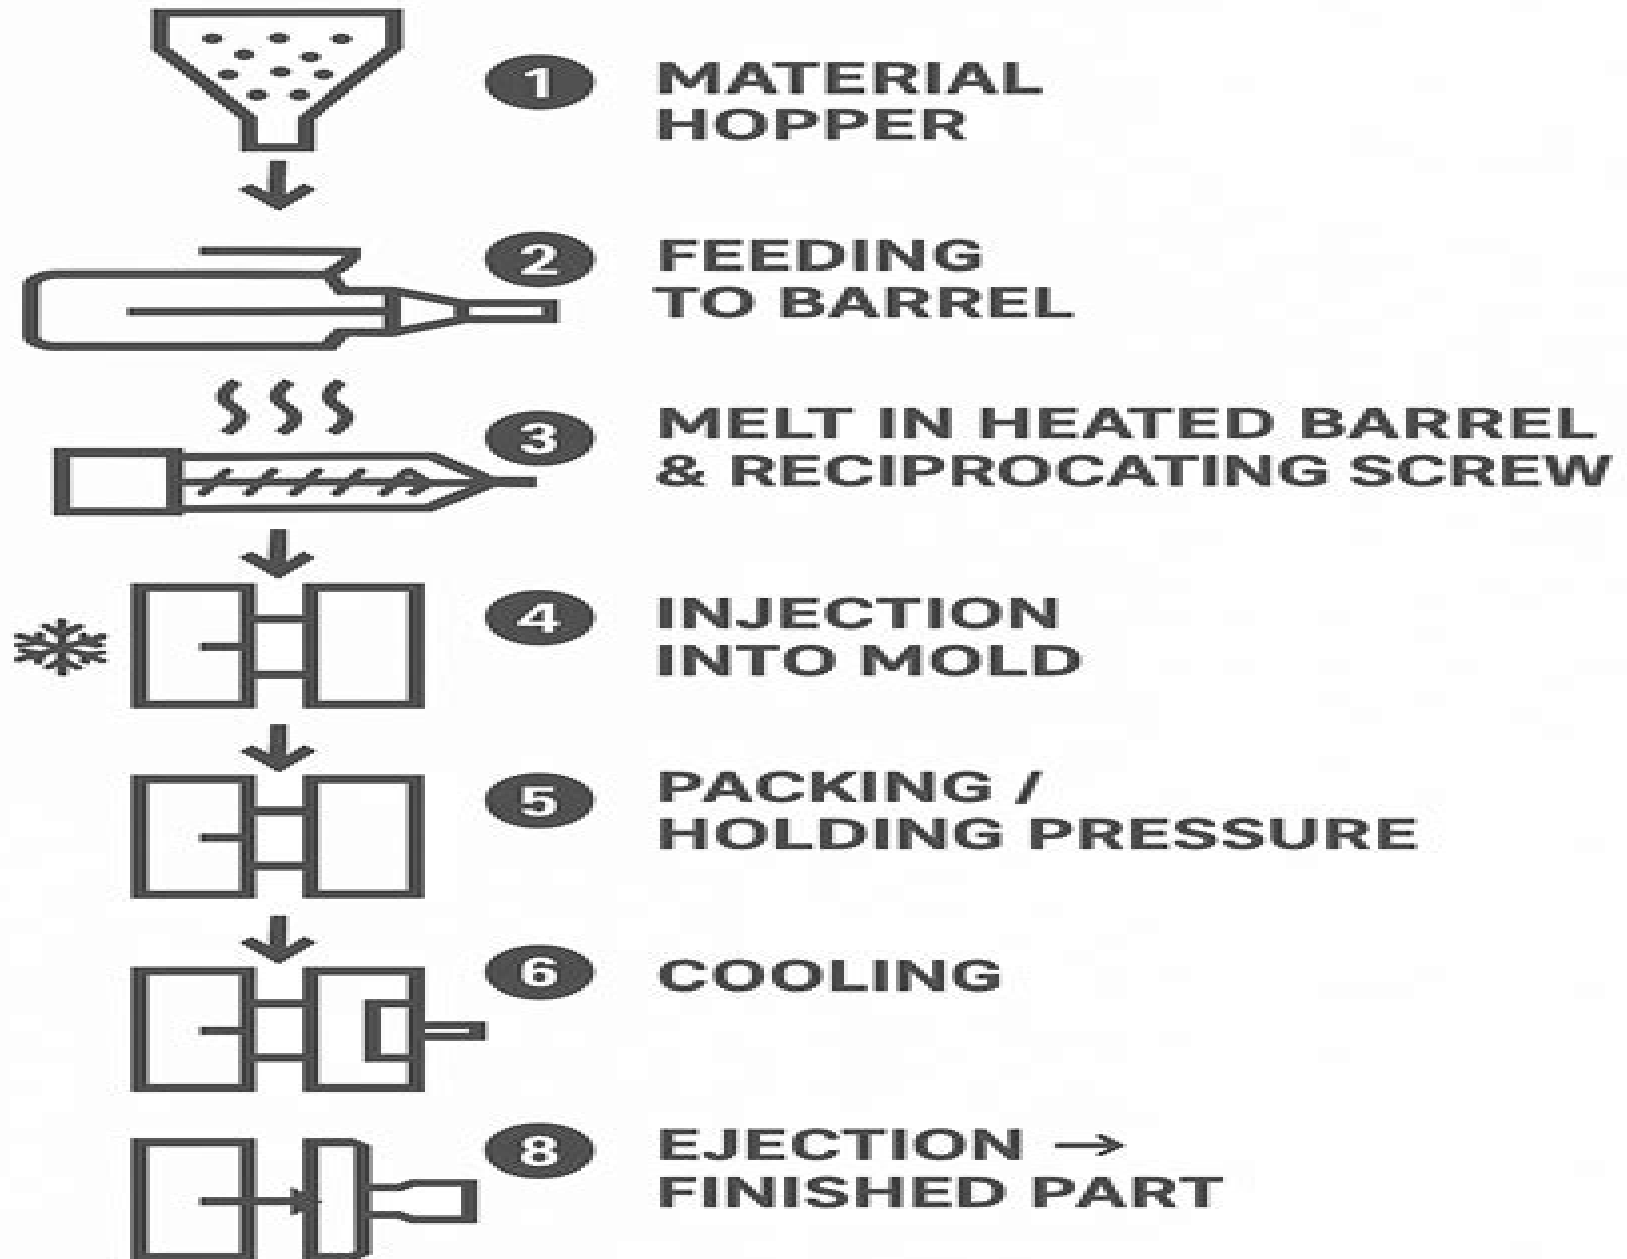 1 MATERIAL
HOPPER
2 FEEDING
TO BARREL
3 MELT IN HEATED BARREL
& RECIPROCATING SCREW
4 INJECTION
INTO MOLD
5 PACKING /
HOLDING PRESSURE
6 COOLING
8 EJECTION →
FINISHED PART